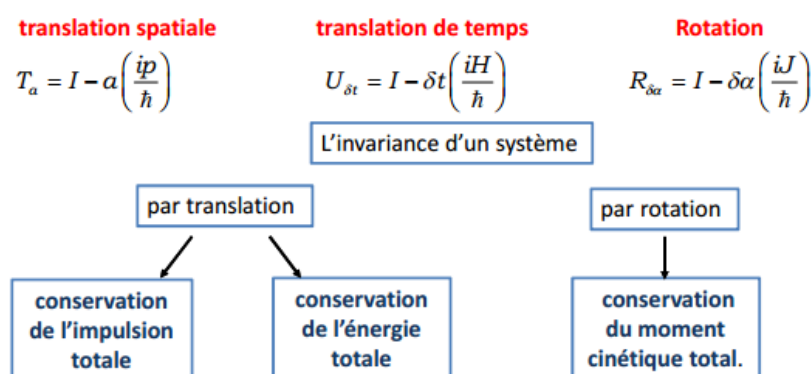 translation spatiale translation de temps Rotation
T_a = I − a(ip/ħ) U_δt = I − δt(iH/ħ) R_δα = I − δα(iJ/ħ)
L'invariance d'un système
par translation par rotation
conservation de l'impulsion totale
conservation de l'énergie totale
conservation du moment cinétique total.